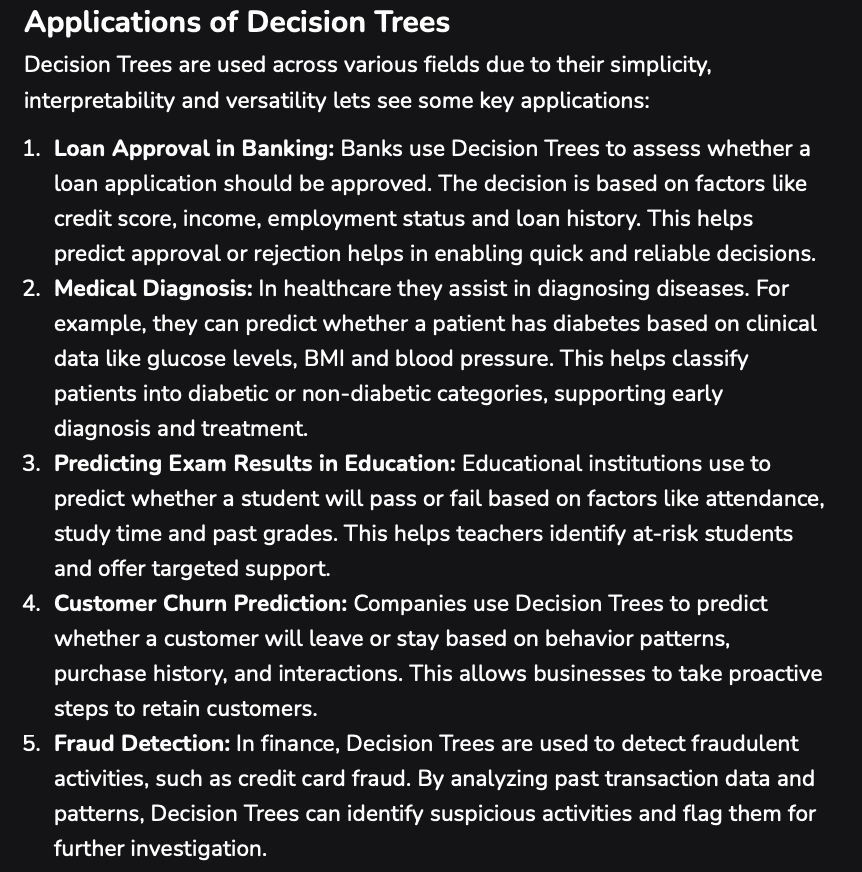 Applications of Decision Trees
Decision Trees are used across various fields due to their simplicity,
interpretability and versatility lets see some key applications:
1. Loan Approval in Banking: Banks use Decision Trees to assess whether a
loan application should be approved. The decision is based on factors like
credit score, income, employment status and loan history. This helps
predict approval or rejection helps in enabling quick and reliable decisions.
2. Medical Diagnosis: In healthcare they assist in diagnosing diseases. For
example, they can predict whether a patient has diabetes based on clinical
data like glucose levels, BMI and blood pressure. This helps classify
patients into diabetic or non-diabetic categories, supporting early
diagnosis and treatment.
3. Predicting Exam Results in Education: Educational institutions use to
predict whether a student will pass or fail based on factors like attendance,
study time and past grades. This helps teachers identify at-risk students
and offer targeted support.
4. Customer Churn Prediction: Companies use Decision Trees to predict
whether a customer will leave or stay based on behavior patterns,
purchase history, and interactions. This allows businesses to take proactive
steps to retain customers.
5. Fraud Detection: In finance, Decision Trees are used to detect fraudulent
activities, such as credit card fraud. By analyzing past transaction data and
patterns, Decision Trees can identify suspicious activities and flag them for
further investigation.